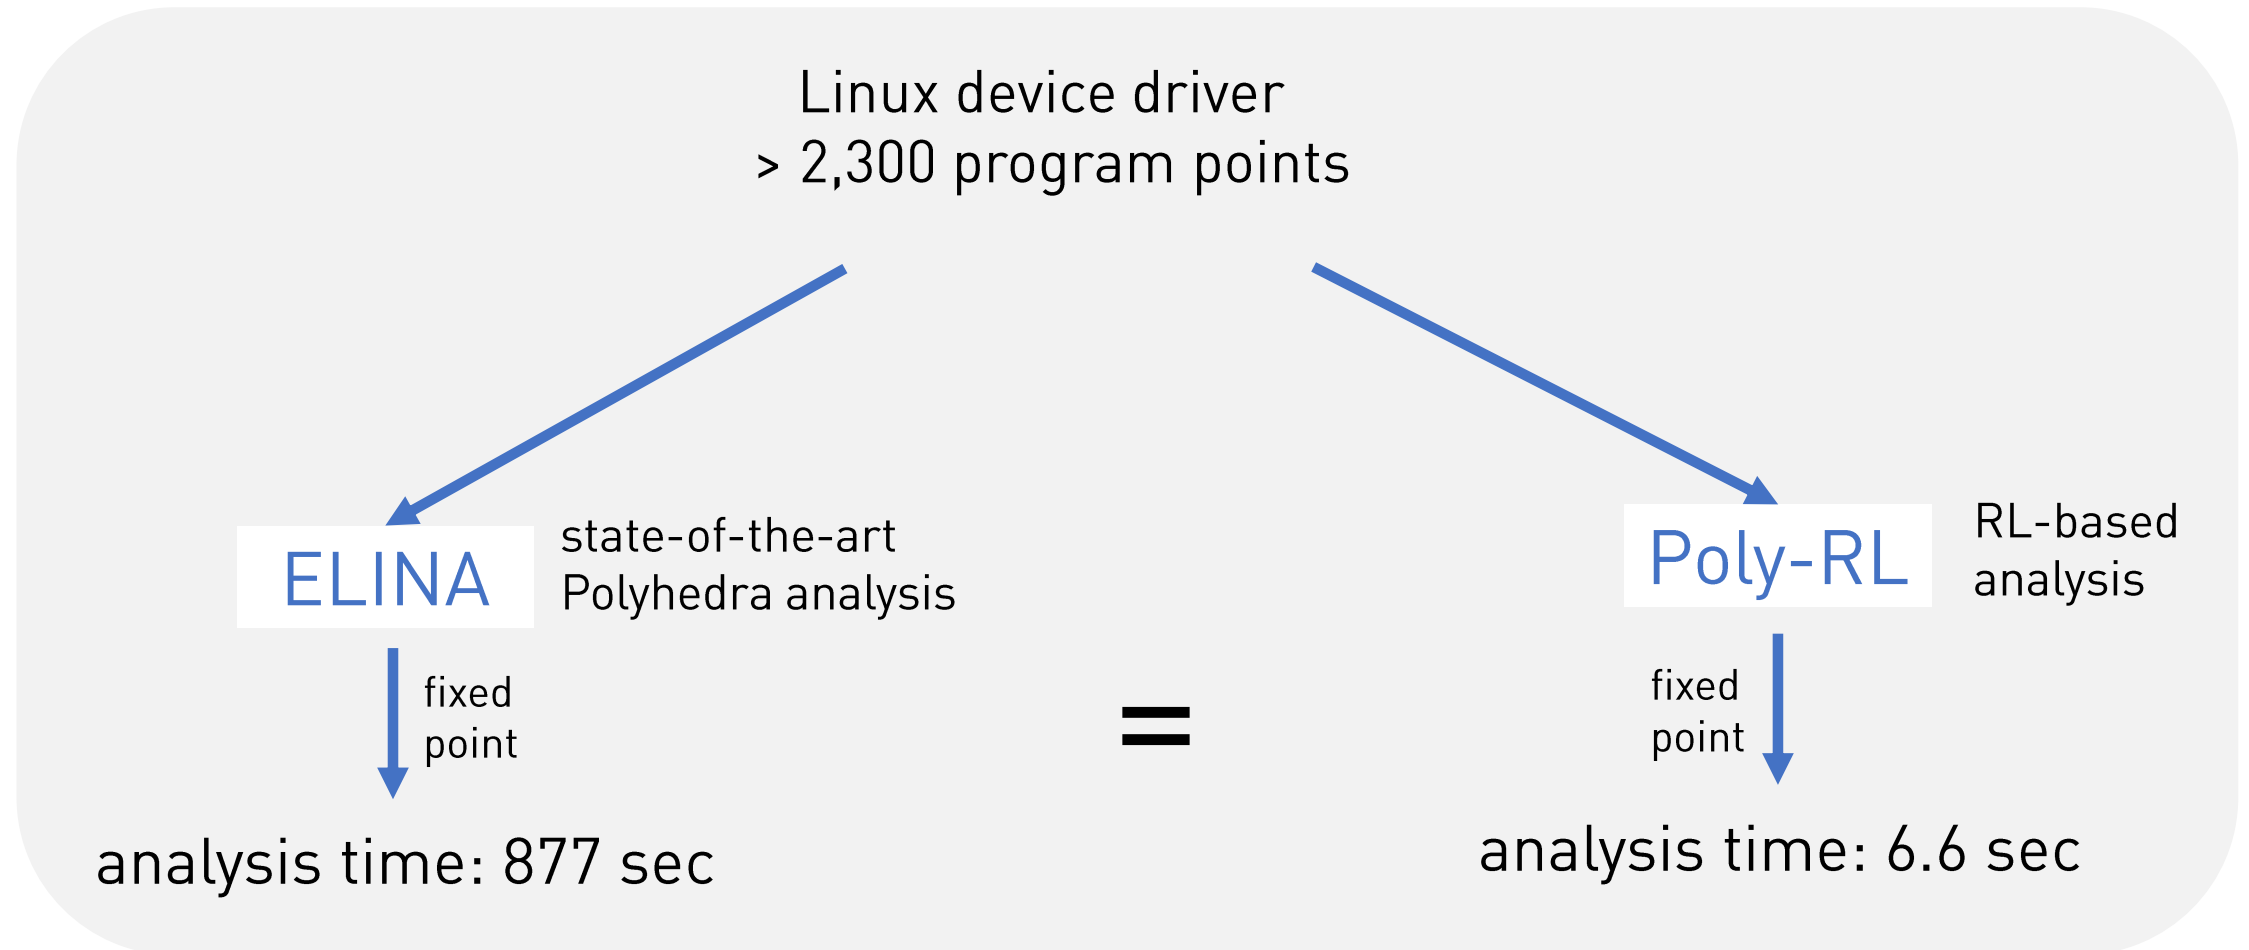 Linux device driver
> 2,300 program points
ELINA
state-of-the-art
Polyhedra analysis
Poly-RL
RL-based
analysis
fixed
point
=
fixed
point
analysis time: 877 sec
analysis time: 6.6 sec